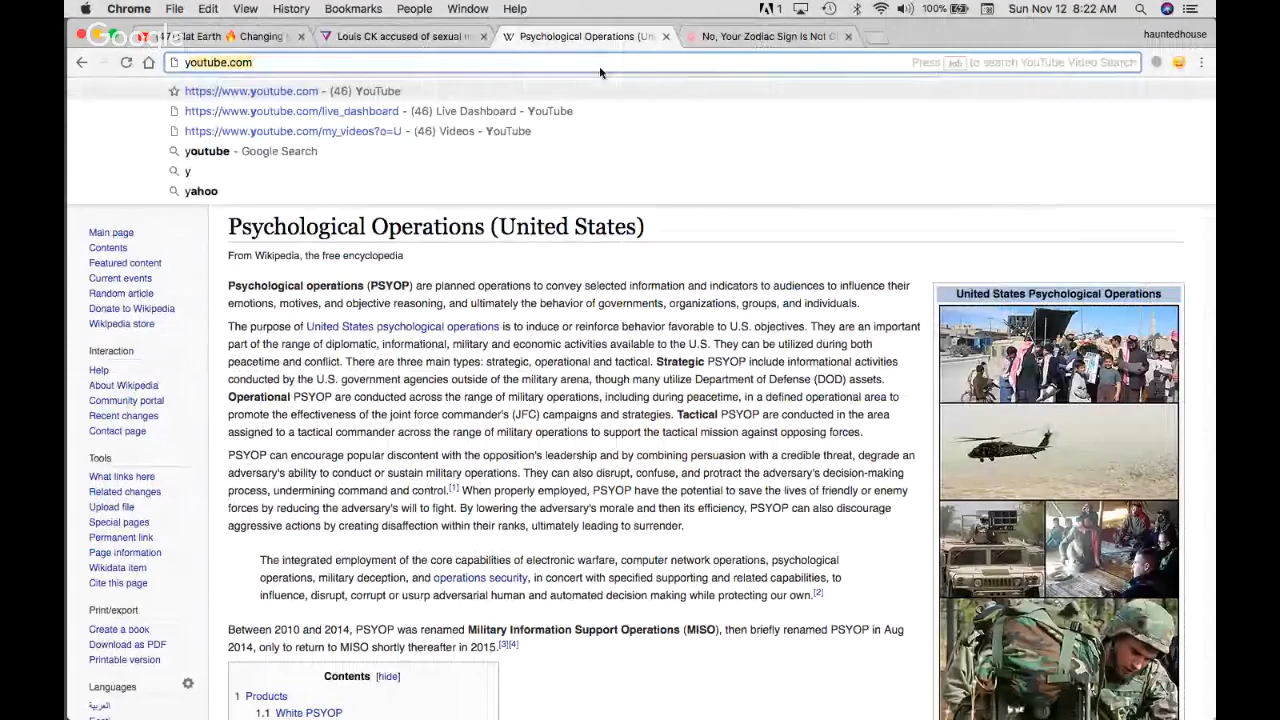 Chrome File Edit View History Bookmarks People Window Help 1 100% Sun Nov 12 8:22 AM
Google
Flat Earth 🔥 Changing Louis CK accused of sexual m W Psychological Operations (Un No, Your Zodiac Sign Is Not hauntedhouse
youtube.com Press Tab to search YouTube Video Search
https://www.youtube.com - (46) YouTube
https://www.youtube.com/live_dashboard - (46) Live Dashboard - YouTube
https://www.youtube.com/my_videos?o=U - (46) Videos - YouTube
youtube - Google Search
y
yahoo
Psychological Operations (United States)
From Wikipedia, the free encyclopedia
Main page
Contents
Featured content
Current events
Random article
Donate to Wikipedia
Wikipedia store
Interaction
Help
About Wikipedia
Community portal
Recent changes
Contact page
Tools
What links here
Related changes
Upload file
Special pages
Permanent link
Page information
Wikidata item
Cite this page
Print/export
Create a book
Download as PDF
Printable version
Languages
العربية
Psychological operations (PSYOP) are planned operations to convey selected information and indicators to audiences to influence their
emotions, motives, and objective reasoning, and ultimately the behavior of governments, organizations, groups, and individuals.
The purpose of United States psychological operations is to induce or reinforce behavior favorable to U.S. objectives. They are an important
part of the range of diplomatic, informational, military and economic activities available to the U.S. They can be utilized during both
peacetime and conflict. There are three main types: strategic, operational and tactical. Strategic PSYOP include informational activities
conducted by the U.S. government agencies outside of the military arena, though many utilize Department of Defense (DOD) assets.
Operational PSYOP are conducted across the range of military operations, including during peacetime, in a defined operational area to
promote the effectiveness of the joint force commander's (JFC) campaigns and strategies. Tactical PSYOP are conducted in the area
assigned to a tactical commander across the range of military operations to support the tactical mission against opposing forces.
PSYOP can encourage popular discontent with the opposition's leadership and by combining persuasion with a credible threat, degrade an
adversary's ability to conduct or sustain military operations. They can also disrupt, confuse, and protract the adversary's decision-making
process, undermining command and control.[1] When properly employed, PSYOP have the potential to save the lives of friendly or enemy
forces by reducing the adversary's will to fight. By lowering the adversary's morale and then its efficiency, PSYOP can also discourage
aggressive actions by creating disaffection within their ranks, ultimately leading to surrender.
The integrated employment of the core capabilities of electronic warfare, computer network operations, psychological
operations, military deception, and operations security, in concert with specified supporting and related capabilities, to
influence, disrupt, corrupt or usurp adversarial human and automated decision making while protecting our own.[2]
Between 2010 and 2014, PSYOP was renamed Military Information Support Operations (MISO), then briefly renamed PSYOP in Aug
2014, only to return to MISO shortly thereafter in 2015.[3][4]
Contents [hide]
1 Products
1.1 White PSYOP
United States Psychological Operations